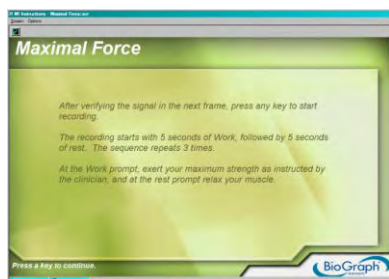 Maximal Force
After verifying the signal in the next frame, press any key to start
recording.
The recording starts with 5 seconds of Work, followed by 5 seconds
of rest. The sequence repeats 3 times.
At the Work prompt, exert your maximum strength as instructed by
the clinician, and at the rest prompt relax your muscle.
Press a key to continue.
BioGraph